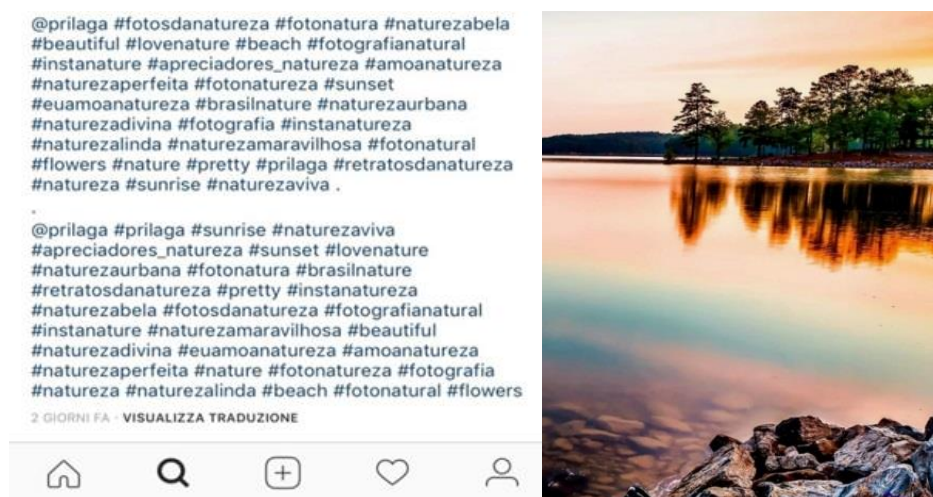 @prilaga #fotosdanatureza #fotonatura #naturezabela
#beautiful #lovenature #beach #fotografianatural
#instanature #apreciadores_natureza #amoanatureza
#naturezaperfeita #fotonatureza #sunset
#euamoanatureza #brasilnature #naturezaurbana
#naturezadivina #fotografia #instanatureza
#naturezalinda #naturezamaravilhosa #fotonatural
#flowers #nature #pretty #prilaga #retratosdanatureza
#natureza #sunrise #naturezaviva .
.
@prilaga #prilaga #sunrise #naturezaviva
#apreciadores_natureza #sunset #lovenature
#naturezaurbana #fotonatura #brasilnature
#retratosdanatureza #pretty #instanatureza
#naturezabela #fotosdanatureza #fotografianatural
#instanature #naturezamaravilhosa #beautiful
#naturezadivina #euamoanatureza #amoanatureza
#naturezaperfeita #nature #fotonatureza #fotografia
#natureza #naturezalinda #beach #fotonatural #flowers
2 GIORNI FA · VISUALIZZA TRADUZIONE